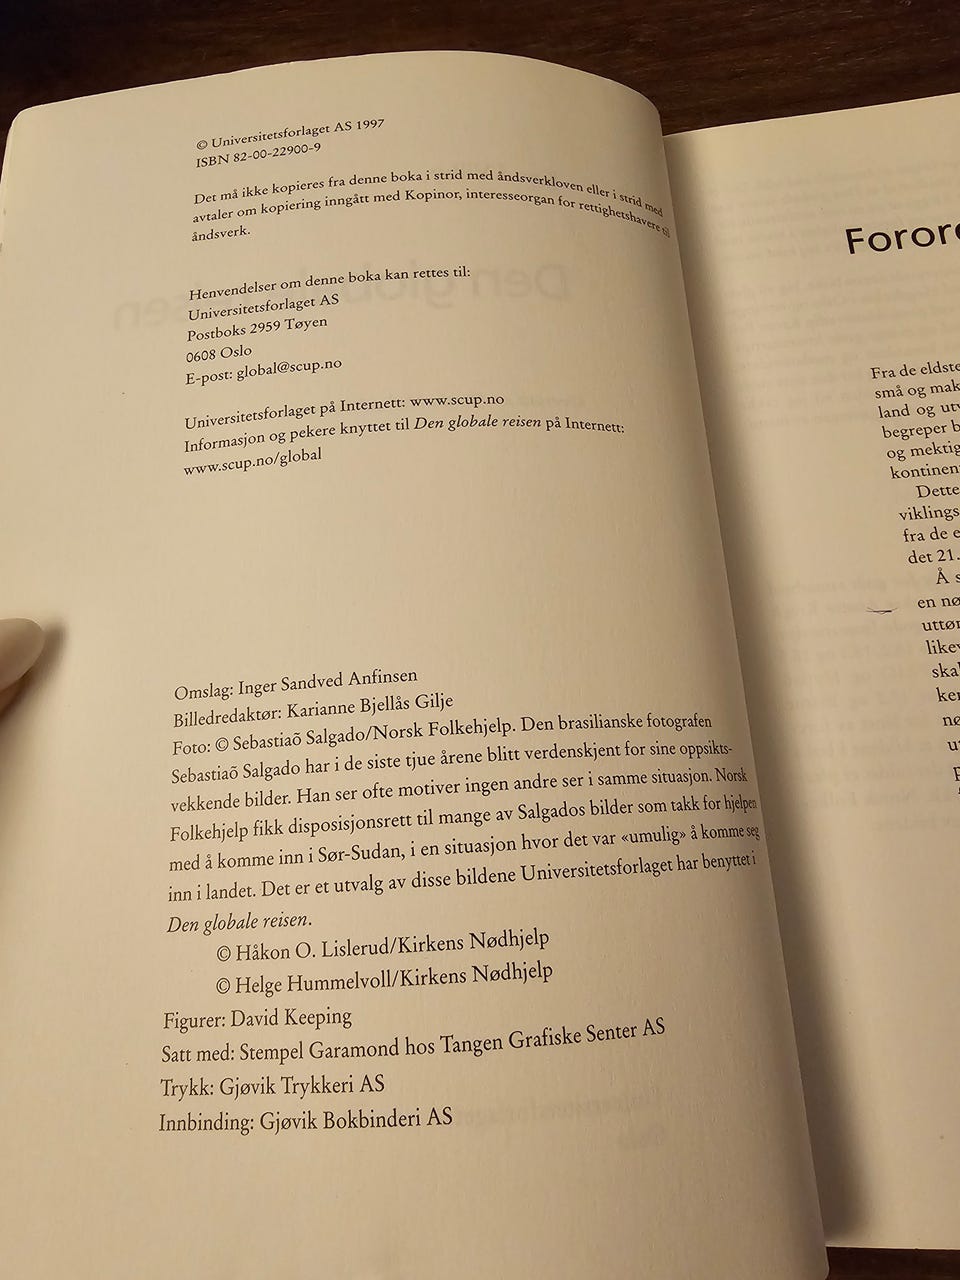 © Universitetsforlaget AS 1997
ISBN 82-00-22900-9
Det må ikke kopieres fra denne boka i strid med åndsverkloven eller i strid med
avtaler om kopiering inngått med Kopinor, interesseorgan for rettighetshavere til
åndsverk.
Henvendelser om denne boka kan rettes til:
Universitetsforlaget AS
Postboks 2959 Tøyen
0608 Oslo
E-post: global@scup.no
Universitetsforlaget på Internett: www.scup.no
Informasjon og pekere knyttet til Den globale reisen på Internett:
www.scup.no/global
Omslag: Inger Sandved Anfinsen
Billedredaktør: Karianne Bjellås Gilje
Foto: © Sebastiaõ Salgado/Norsk Folkehjelp. Den brasilianske fotografen
Sebastiaõ Salgado har i de siste tjue årene blitt verdenskjent for sine oppsikts-
vekkende bilder. Han ser ofte motiver ingen andre ser i samme situasjon. Norsk
Folkehjelp fikk disposisjonsrett til mange av Salgados bilder som takk for hjelpen
med å komme inn i Sør-Sudan, i en situasjon hvor det var «umulig» å komme seg
inn i landet. Det er et utvalg av disse bildene Universitetsforlaget har benyttet i
Den globale reisen.
© Håkon O. Lislerud/Kirkens Nødhjelp
© Helge Hummelvoll/Kirkens Nødhjelp
Figurer: David Keeping
Satt med: Stempel Garamond hos Tangen Grafiske Senter AS
Trykk: Gjøvik Trykkeri AS
Innbinding: Gjøvik Bokbinderi AS
Foror
Fra de eldste
små og mak
land og utv
begreper b
og mektig
kontinen
Dette
viklings
fra de e
det 21.
Å s
en nø
uttør
likev
ska
ker
nø